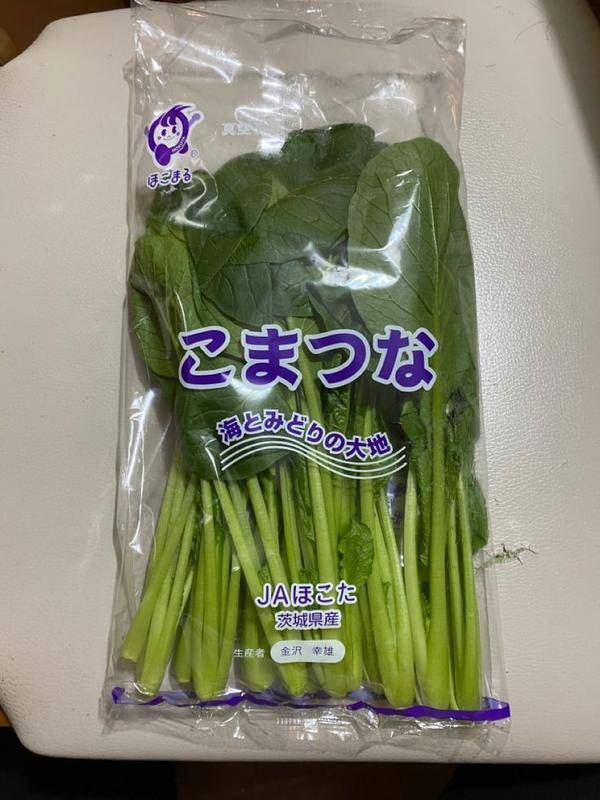 ほこまる
®
こまつな
海とみどりの大地
JAほこた
茨城県産
生産者 金沢 幸雄